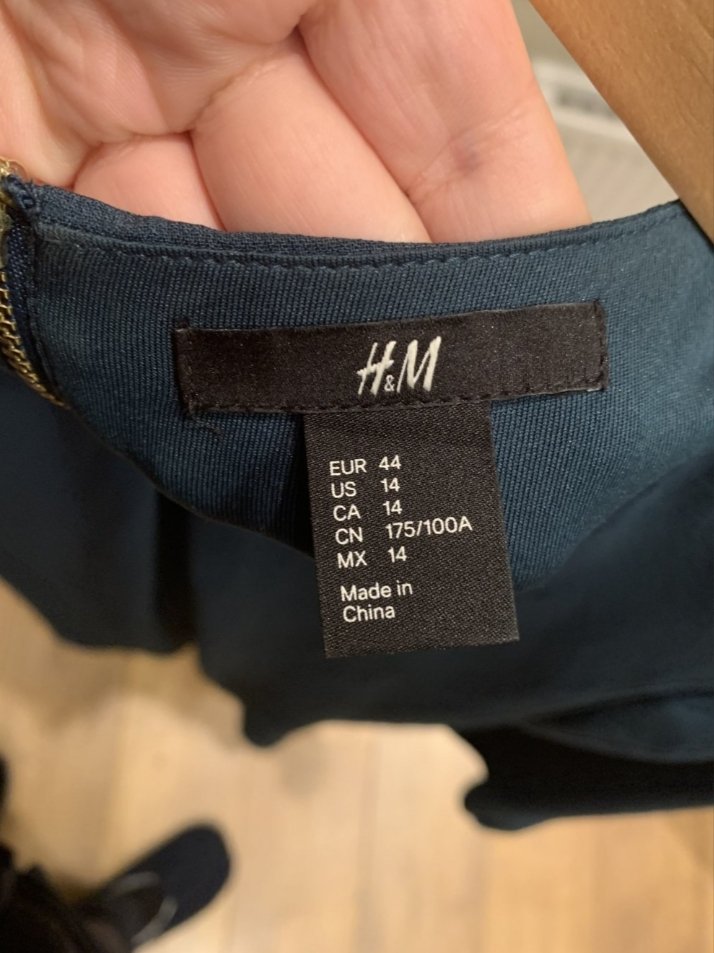 H&M
EUR 44
US 14
CA 14
CN 175/100A
MX 14
Made in
China